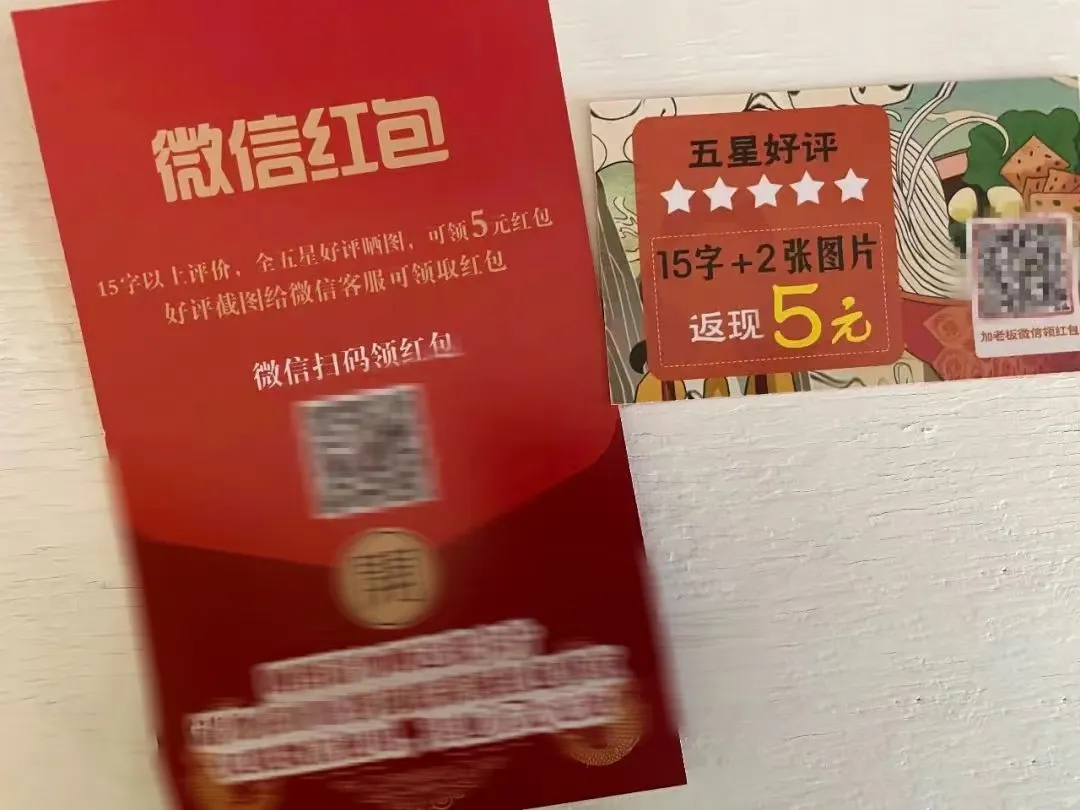 微信红包
15字以上评价，全五星好评晒图，可领5元红包
好评截图给微信客服可领取红包
微信扫码领红包
五星好评
15字+2张图片
返现5元
加老板微信领红包